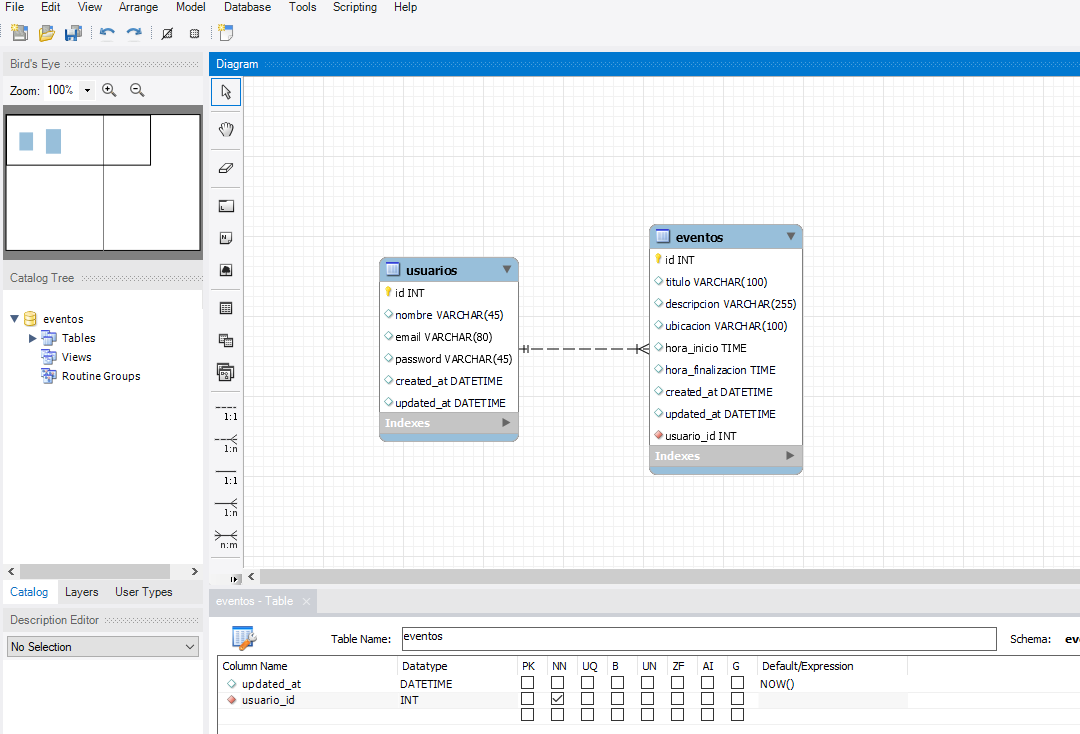 File Edit View Arrange Model Database Tools Scripting Help
Bird's Eye
Zoom: 100%
Diagram
usuarios
id INT
nombre VARCHAR(45)
email VARCHAR(80)
password VARCHAR(45)
created_at DATETIME
updated_at DATETIME
Indexes
eventos
id INT
titulo VARCHAR(100)
descripcion VARCHAR(255)
ubicacion VARCHAR(100)
hora_inicio TIME
hora_finalizacion TIME
created_at DATETIME
updated_at DATETIME
usuario_id INT
Indexes
Catalog Tree
eventos
Tables
Views
Routine Groups
1:1
1:n
1:1
1:n
n:m
Catalog Layers User Types
Description Editor
No Selection
eventos - Table
Table Name: eventos Schema: ev
Column Name Datatype PK NN UQ B UN ZF AI G Default/Expression
updated_at DATETIME NOW()
usuario_id INT